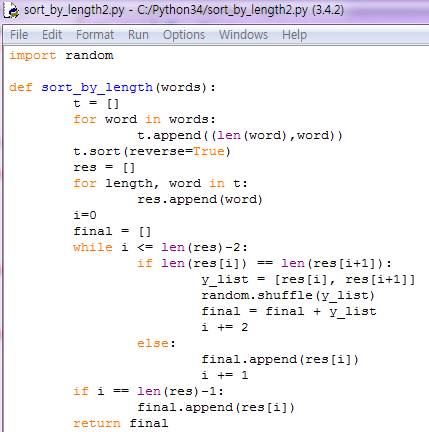 sort_by_length2.py - C:/Python34/sort_by_length2.py (3.4.2)
File Edit Format Run Options Windows Help
import random

def sort_by_length(words):
        t = []
        for word in words:
                t.append((len(word),word))
        t.sort(reverse=True)
        res = []
        for length, word in t:
                res.append(word)
        i=0
        final = []
        while i <= len(res)-2:
                if len(res[i]) == len(res[i+1]):
                        y_list = [res[i], res[i+1]]
                        random.shuffle(y_list)
                        final = final + y_list
                        i += 2
                else:
                        final.append(res[i])
                        i += 1
        if i == len(res)-1:
                final.append(res[i])
        return final